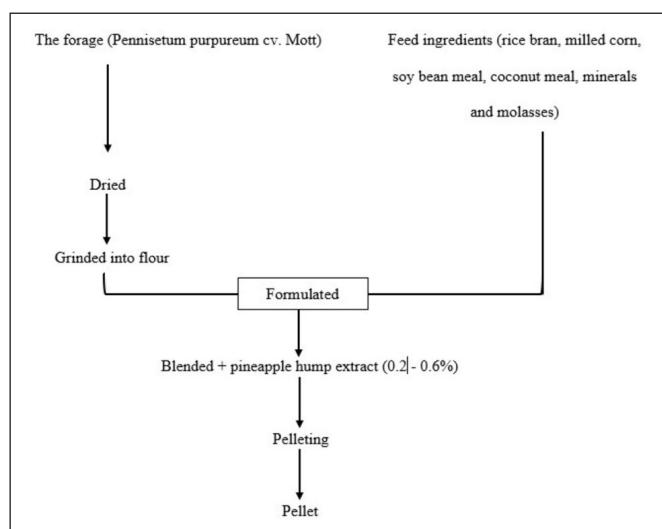 The forage (Pennisetum purpureum cv. Mott)
Feed ingredients (rice bran, milled corn,
soy bean meal, coconut meal, minerals
and molasses)
Dried
Grinded into flour
Formulated
Blended + pineapple hump extract (0.2 - 0.6%)
Pelleting
Pellet